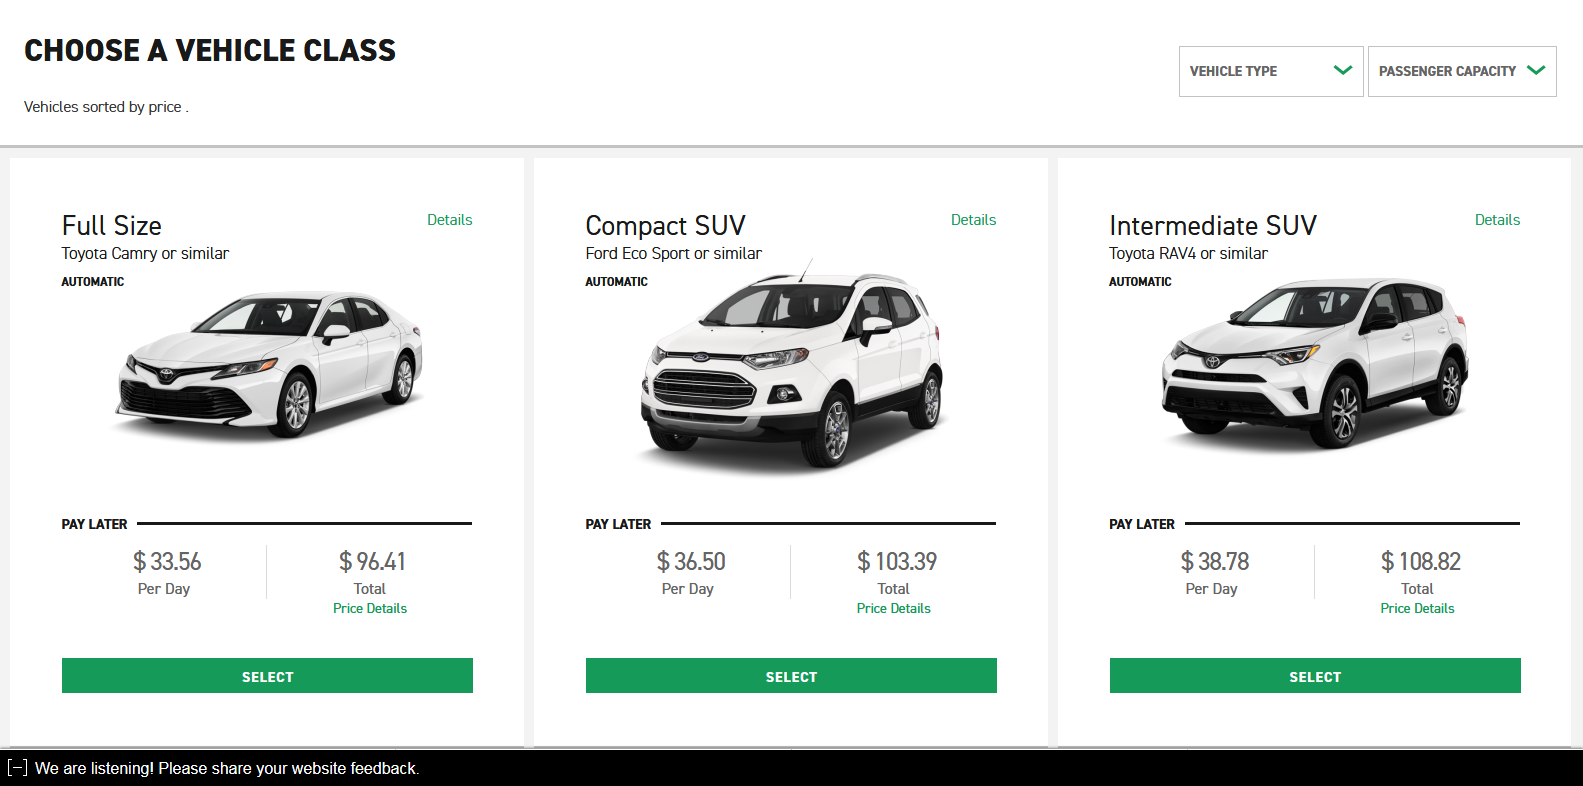 CHOOSE A VEHICLE CLASS
VEHICLE TYPE
PASSENGER CAPACITY
Vehicles sorted by price .
Full Size
Details
Toyota Camry or similar
AUTOMATIC
PAY LATER
$ 33.56
Per Day
$ 96.41
Total
Price Details
SELECT
Compact SUV
Details
Ford Eco Sport or similar
AUTOMATIC
PAY LATER
$ 36.50
Per Day
$ 103.39
Total
Price Details
SELECT
Intermediate SUV
Details
Toyota RAV4 or similar
AUTOMATIC
PAY LATER
$ 38.78
Per Day
$ 108.82
Total
Price Details
SELECT
[−] We are listening! Please share your website feedback.